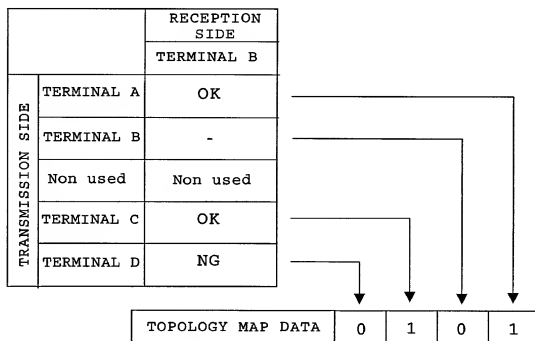 RECEPTION
SIDE
TERMINAL B
TRANSMISSION SIDE
TERMINAL A OK
TERMINAL B -
Non used Non used
TERMINAL C OK
TERMINAL D NG
TOPOLOGY MAP DATA 0 1 0 1